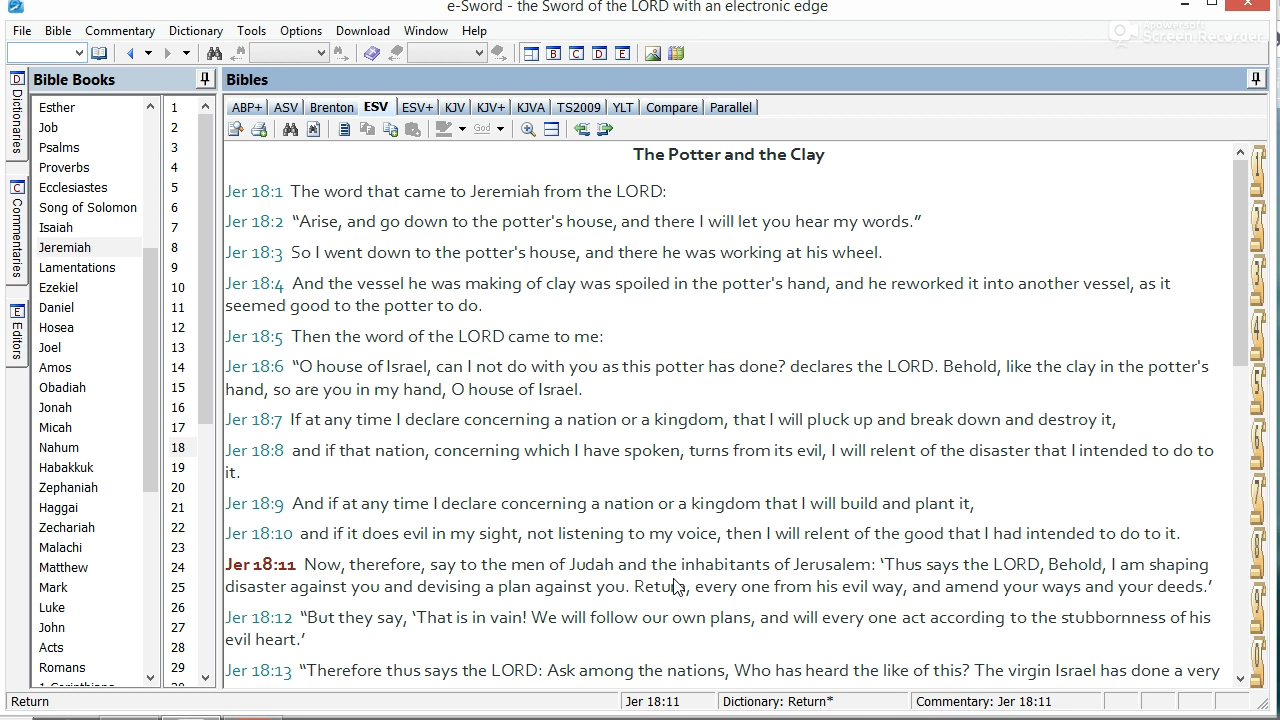 e-Sword - the Sword of the LORD with an electronic edge
File Bible Commentary Dictionary Tools Options Download Window Help
Apowersoft
Screen Recorder
B C D E
D Dictionaries
C Commentaries
E Editors
Bible Books
Esther
Job
Psalms
Proverbs
Ecclesiastes
Song of Solomon
Isaiah
Jeremiah
Lamentations
Ezekiel
Daniel
Hosea
Joel
Amos
Obadiah
Jonah
Micah
Nahum
Habakkuk
Zephaniah
Haggai
Zechariah
Malachi
Matthew
Mark
Luke
John
Acts
Romans
1 Corinthians
1
2
3
4
5
6
7
8
9
10
11
12
13
14
15
16
17
18
19
20
21
22
23
24
25
26
27
28
29
Bibles
ABP+ ASV Brenton ESV ESV+ KJV KJV+ KJVA TS2009 YLT Compare Parallel
God
The Potter and the Clay
Jer 18:1 The word that came to Jeremiah from the LORD:
Jer 18:2 “Arise, and go down to the potter's house, and there I will let you hear my words.”
Jer 18:3 So I went down to the potter's house, and there he was working at his wheel.
Jer 18:4 And the vessel he was making of clay was spoiled in the potter's hand, and he reworked it into another vessel, as it
seemed good to the potter to do.
Jer 18:5 Then the word of the LORD came to me:
Jer 18:6 “O house of Israel, can I not do with you as this potter has done? declares the LORD. Behold, like the clay in the potter's
hand, so are you in my hand, O house of Israel.
Jer 18:7 If at any time I declare concerning a nation or a kingdom, that I will pluck up and break down and destroy it,
Jer 18:8 and if that nation, concerning which I have spoken, turns from its evil, I will relent of the disaster that I intended to do to
it.
Jer 18:9 And if at any time I declare concerning a nation or a kingdom that I will build and plant it,
Jer 18:10 and if it does evil in my sight, not listening to my voice, then I will relent of the good that I had intended to do to it.
Jer 18:11 Now, therefore, say to the men of Judah and the inhabitants of Jerusalem: ‘Thus says the LORD, Behold, I am shaping
disaster against you and devising a plan against you. Return, every one from his evil way, and amend your ways and your deeds.’
Jer 18:12 “But they say, ‘That is in vain! We will follow our own plans, and will every one act according to the stubbornness of his
evil heart.’
Jer 18:13 “Therefore thus says the LORD: Ask among the nations, Who has heard the like of this? The virgin Israel has done a very
1
2
3
4
5
6
7
8
9
Return
Jer 18:11
Dictionary: Return*
Commentary: Jer 18:11